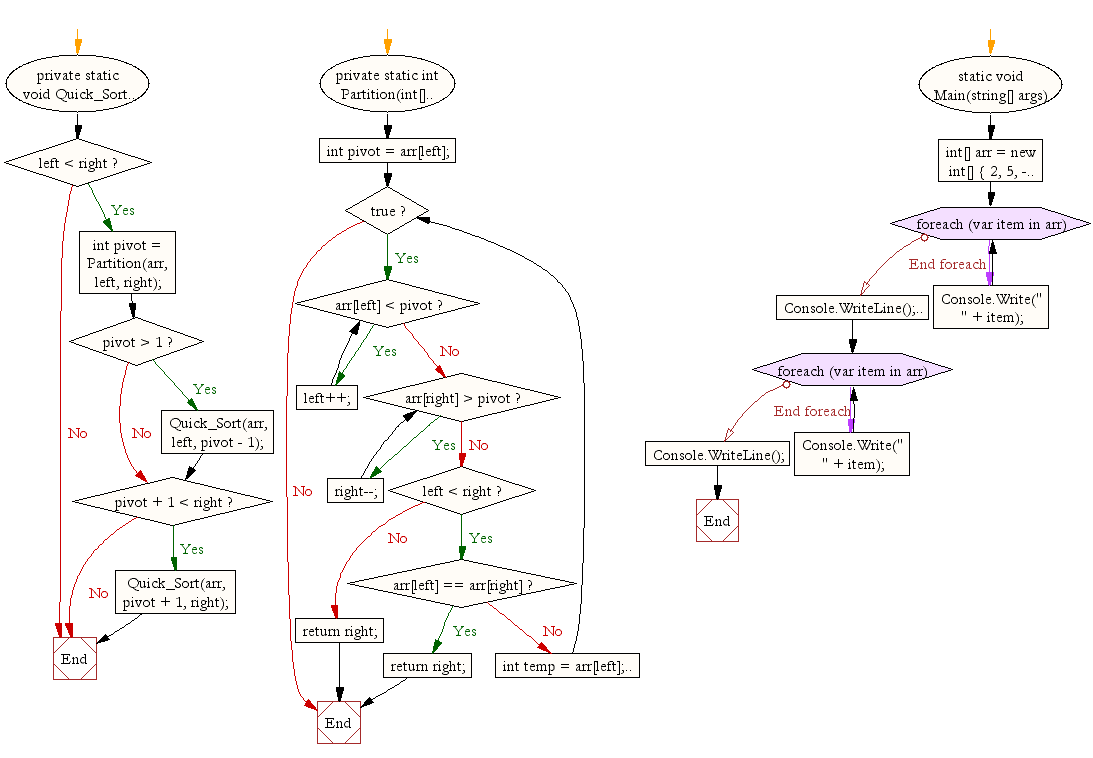 private static
void Quick_Sort..
left < right ?
Yes
int pivot =
Partition(arr,
left, right);
pivot > 1 ?
Yes
Quick_Sort(arr,
left, pivot - 1);
No
No
pivot + 1 < right ?
Yes
Quick_Sort(arr,
pivot + 1, right);
No
End
private static int
Partition(int[]..
int pivot = arr[left];
true ?
Yes
arr[left] < pivot ?
Yes
No
left++;
arr[right] > pivot ?
Yes
No
right--;
left < right ?
No
No
Yes
arr[left] == arr[right] ?
return right;
Yes
No
return right;
int temp = arr[left];..
End
static void
Main(string[] args)
int[] arr = new
int[] { 2, 5, -..
foreach (var item in arr)
End foreach
Console.Write("
" + item);
Console.WriteLine();..
foreach (var item in arr)
End foreach
Console.Write("
" + item);
Console.WriteLine();
End